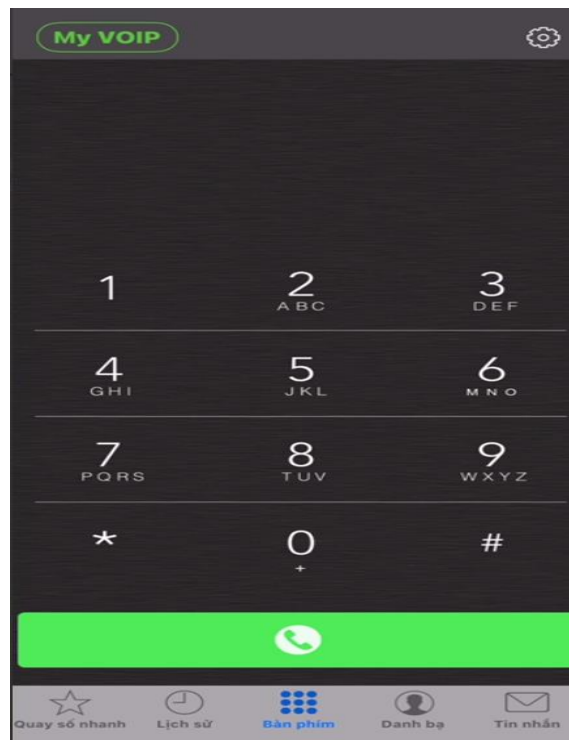 My VOIP
1 2 3
ABC DEF
4 5 6
GHI JKL MNO
7 8 9
PQRS TUV WXYZ
* 0 #
+
Quay số nhanh Lịch sử Bàn phím Danh bạ Tin nhắn